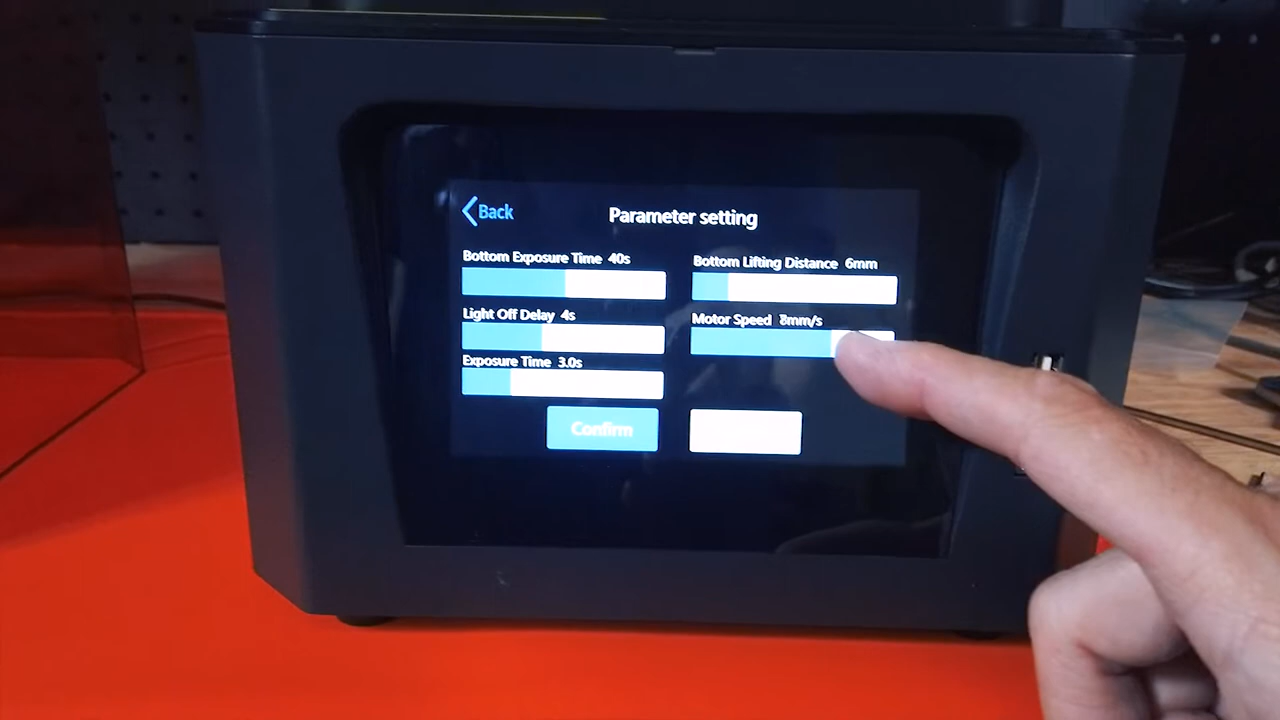 Back
Parameter setting
Bottom Exposure Time 40s
Bottom Lifting Distance 6mm
Light Off Delay 4s
Motor Speed 8mm/s
Exposure Time 3.0s
Confirm